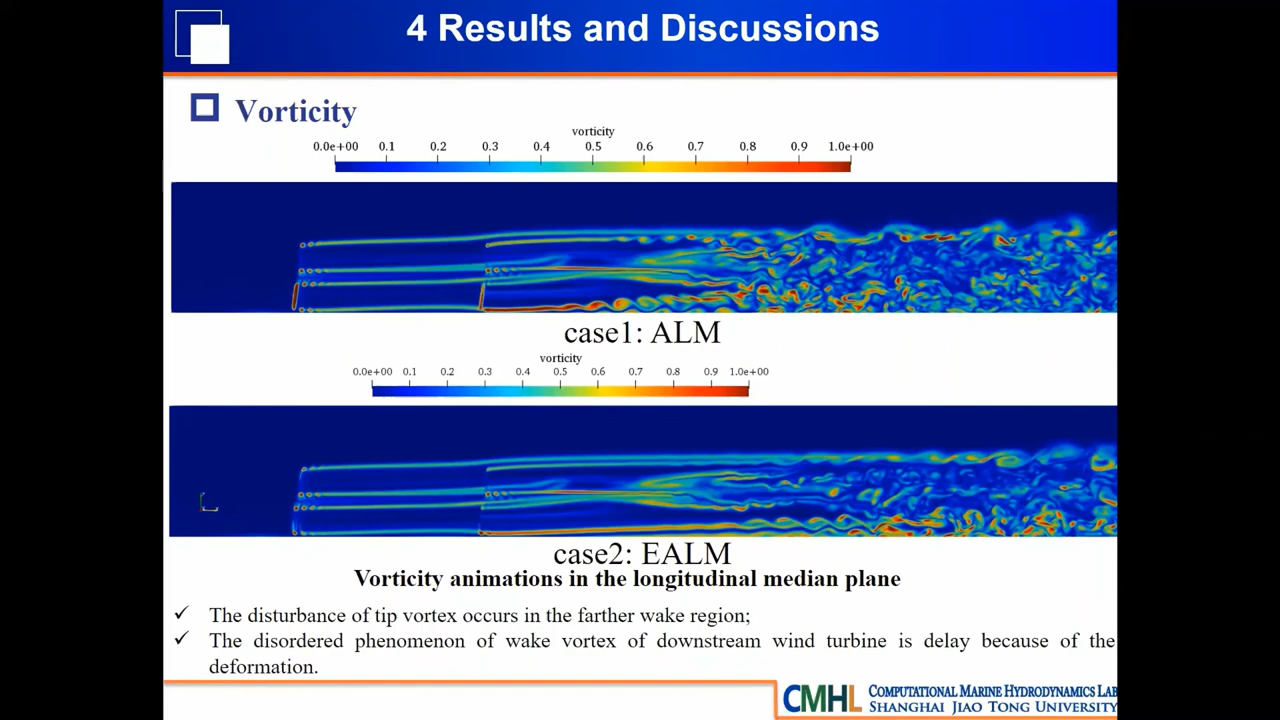 4 Results and Discussions
Vorticity
vorticity
0.0e+00 0.1 0.2 0.3 0.4 0.5 0.6 0.7 0.8 0.9 1.0e+00
case1: ALM
vorticity
0.0e+00 0.1 0.2 0.3 0.4 0.5 0.6 0.7 0.8 0.9 1.0e+00
case2: EALM
Vorticity animations in the longitudinal median plane
✓ The disturbance of tip vortex occurs in the farther wake region;
✓ The disordered phenomenon of wake vortex of downstream wind turbine is delay because of the
deformation.
CMHL COMPUTATIONAL MARINE HYDRODYNAMICS LAB
SHANGHAI JIAO TONG UNIVERSITY